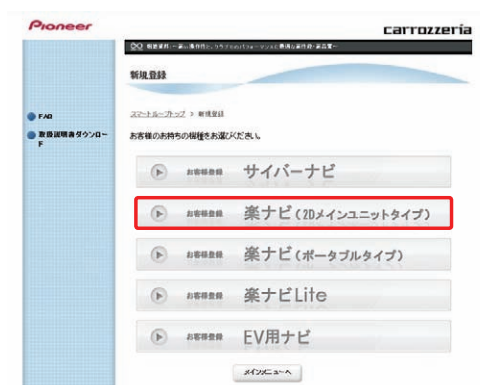 Pioneer
carrozzeria
新規登録
スマートループトップ > 新規登録
FAQ
取扱説明書ダウンロード
お客様のお持ちの機種をお選びください。
お客様登録 サイバーナビ
お客様登録 楽ナビ(2Dメインユニットタイプ)
お客様登録 楽ナビ(ポータブルタイプ)
お客様登録 楽ナビLite
お客様登録 EV用ナビ
メインメニューへ